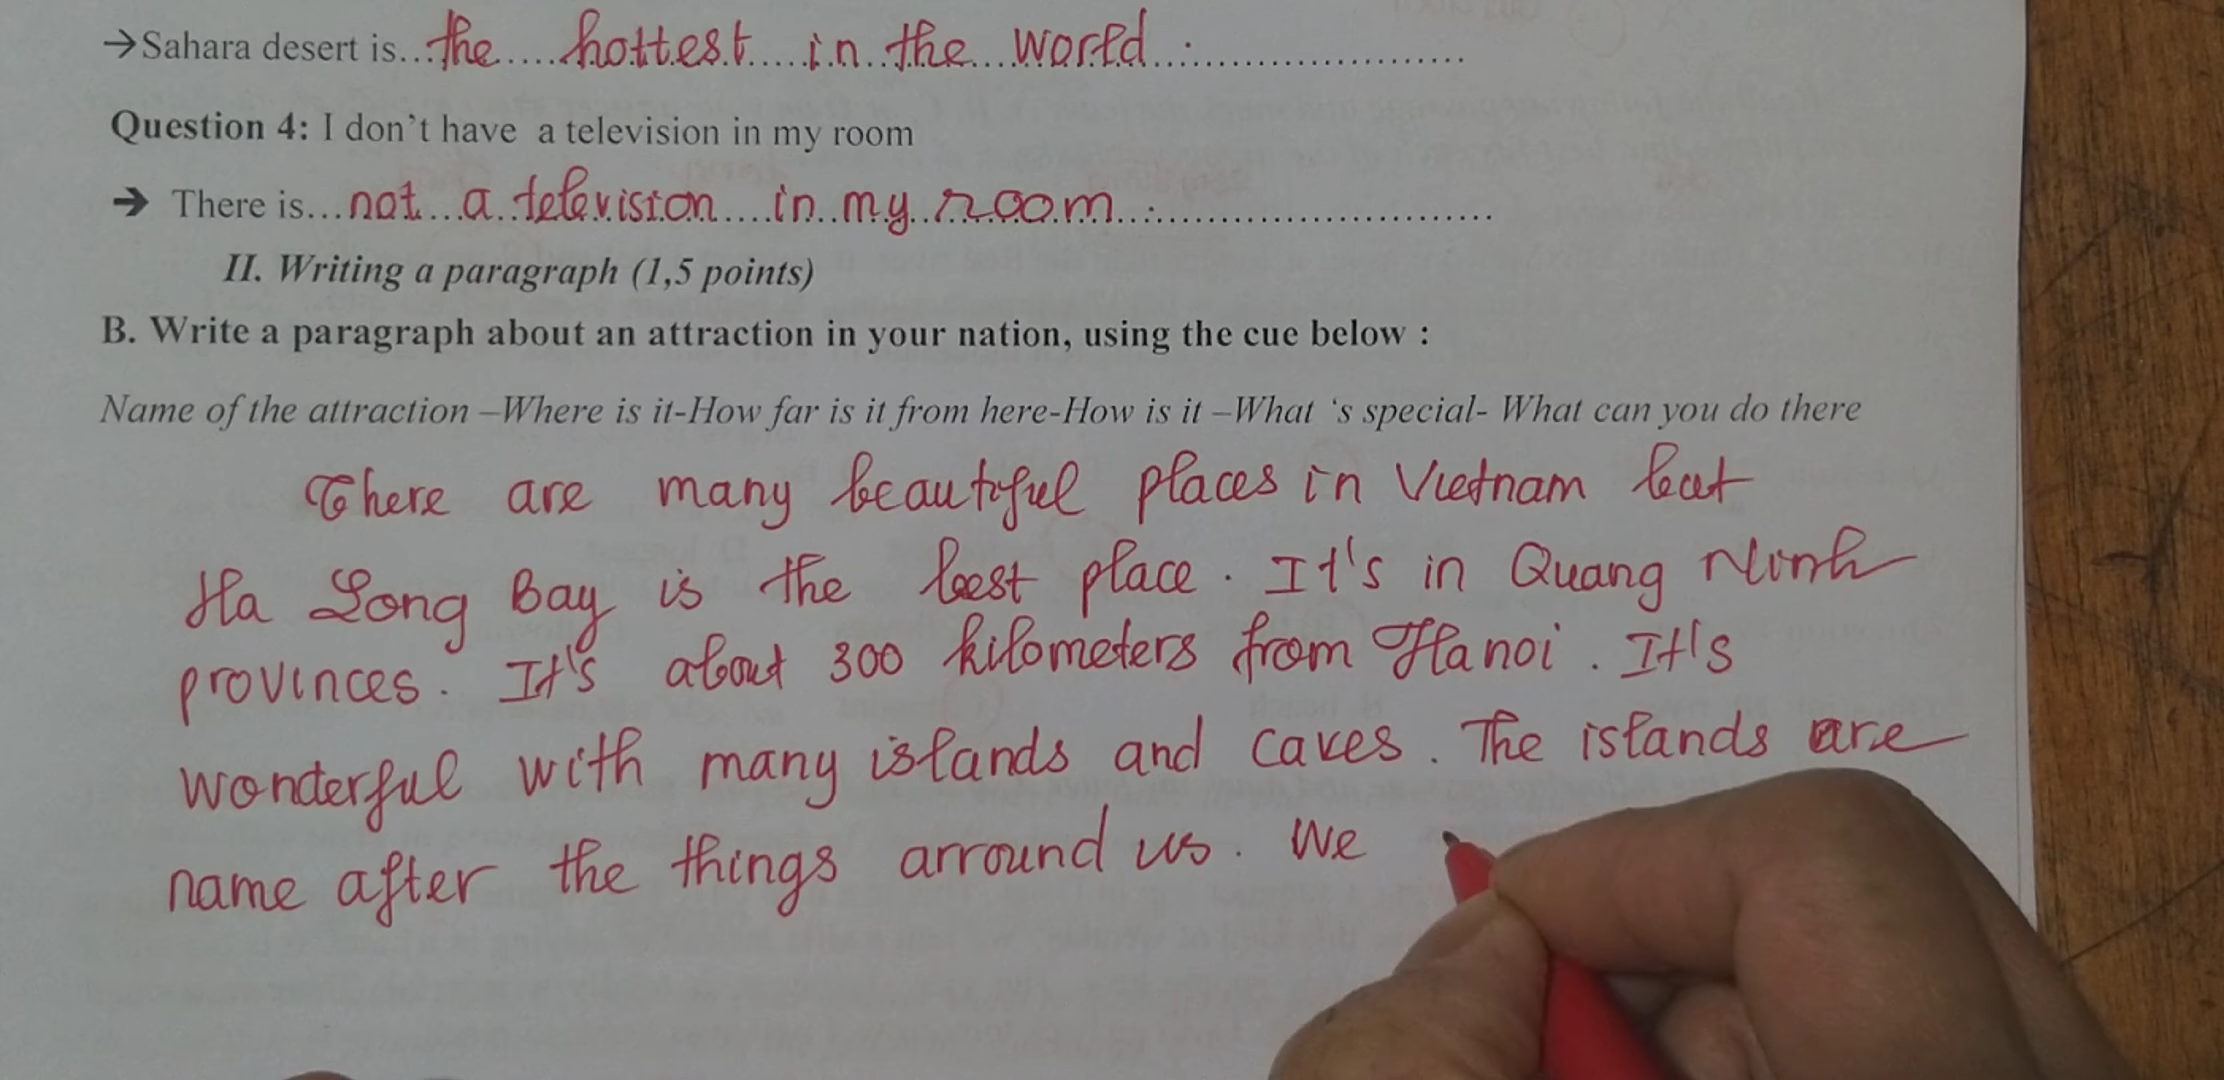 →Sahara desert is...the.....hottest.....in..the...world..:......................
Question 4: I don't have a television in my room
➔ There is...not...a..television....in..my..room..:..............................
II. Writing a paragraph (1,5 points)
B. Write a paragraph about an attraction in your nation, using the cue below :
Name of the attraction –Where is it-How far is it from here-How is it –What 's special- What can you do there
There are many beautiful places in Vietnam but
Ha Long Bay is the best place. It's in Quang Ninh
provinces. It's about 300 kilometers from Hanoi. It's
wonderful with many islands and caves. The islands are
name after the things arround us. We